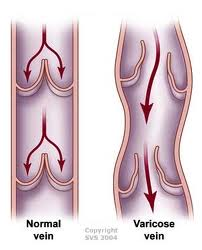 Normal
vein
Varicose
vein
Copyright
SVS 2004